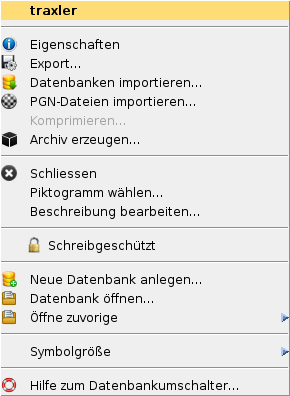 traxler
Eigenschaften
Export...
Datenbanken importieren...
PGN-Dateien importieren...
Komprimieren...
Archiv erzeugen...
Schliessen
Piktogramm wählen...
Beschreibung bearbeiten...
Schreibgeschützt
Neue Datenbank anlegen...
Datenbank öffnen...
Öffne zuvorige
Symbolgröße
Hilfe zum Datenbankumschalter...